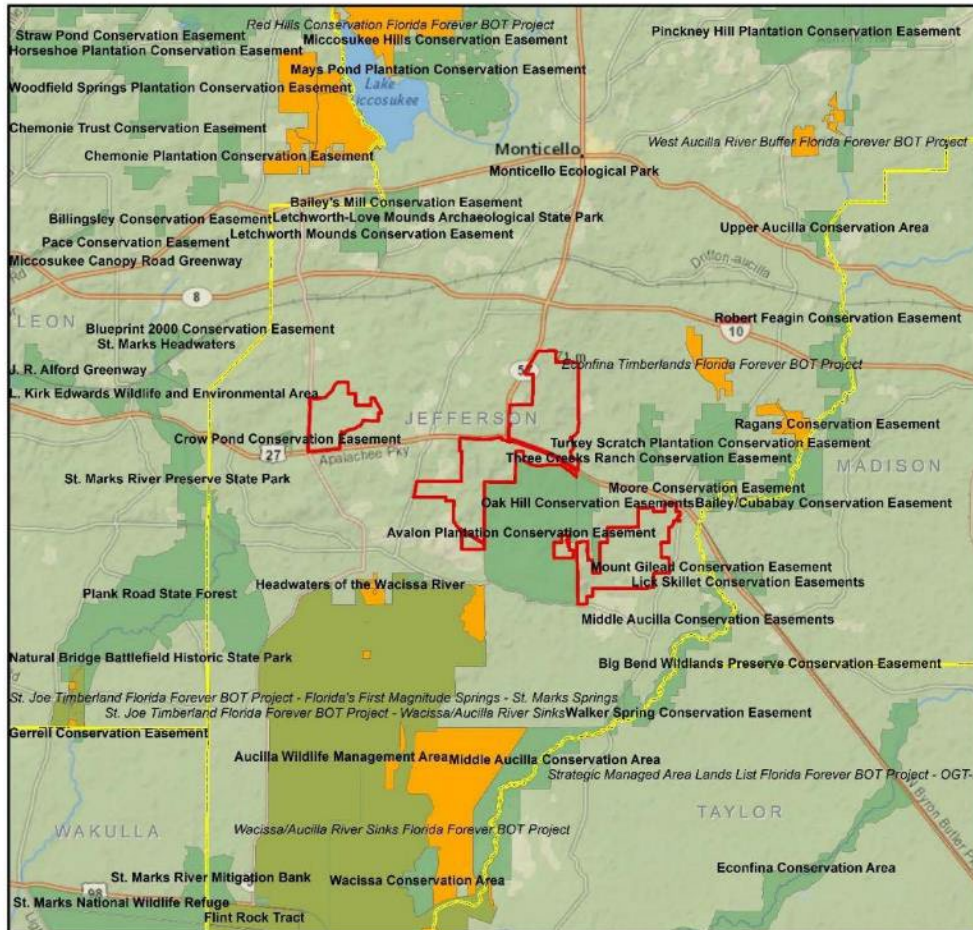 Red Hills Conservation Florida Forever BOT Project
Straw Pond Conservation Easement
Miccosukee Hills Conservation Easement
Pinckney Hill Plantation Conservation Easement
Horseshoe Plantation Conservation Easement
Mays Pond Plantation Conservation Easement
Woodfield Springs Plantation Conservation Easement
Lake
iccosukee
Chemonie Trust Conservation Easement
West Aucilla River Buffer Florida Forever BOT Project
Chemonie Plantation Conservation Easement
Monticello
Monticello Ecological Park
Bailey's Mill Conservation Easement
Billingsley Conservation Easement
Letchworth-Love Mounds Archaeological State Park
Letchworth Mounds Conservation Easement
Upper Aucilla Conservation Area
Pace Conservation Easement
Miccosukee Canopy Road Greenway
Rd
Driffon-aucilla
8
LEON
Robert Feagin Conservation Easement
Blueprint 2000 Conservation Easement
10
St. Marks Headwaters
71 m
Econfina Timberlands Florida Forever BOT Project
J. R. Alford Greenway
5
L. Kirk Edwards Wildlife and Environmental Area
JEFFERSON
Ragans Conservation Easement
Crow Pond Conservation Easement
Turkey Scratch Plantation Conservation Easement
27
Apalachee Pky
Three Creeks Ranch Conservation Easement
MADISON
St. Marks River Preserve State Park
Moore Conservation Easement
Oak Hill Conservation Easements
Bailey/Cubabay Conservation Easement
Avalon Plantation Conservation Easement
Mount Gilead Conservation Easement
Headwaters of the Wacissa River
Lick Skillet Conservation Easements
Plank Road State Forest
Middle Aucilla Conservation Easements
Natural Bridge Battlefield Historic State Park
Big Bend Wildlands Preserve Conservation Easement
St. Joe Timberland Florida Forever BOT Project - Florida's First Magnitude Springs - St. Marks Springs
St. Joe Timberland Florida Forever BOT Project - Wacissa/Aucilla River Sinks
Walker Spring Conservation Easement
Gerrell Conservation Easement
Aucilla Wildlife Management Area
Middle Aucilla Conservation Area
Strategic Managed Area Lands List Florida Forever BOT Project - OGT-
TAYLOR
WAKULLA
Wacissa/Aucilla River Sinks Florida Forever BOT Project
Econfina Conservation Area
St. Marks River Mitigation Bank
Wacissa Conservation Area
98
St. Marks National Wildlife Refuge
Flint Rock Tract